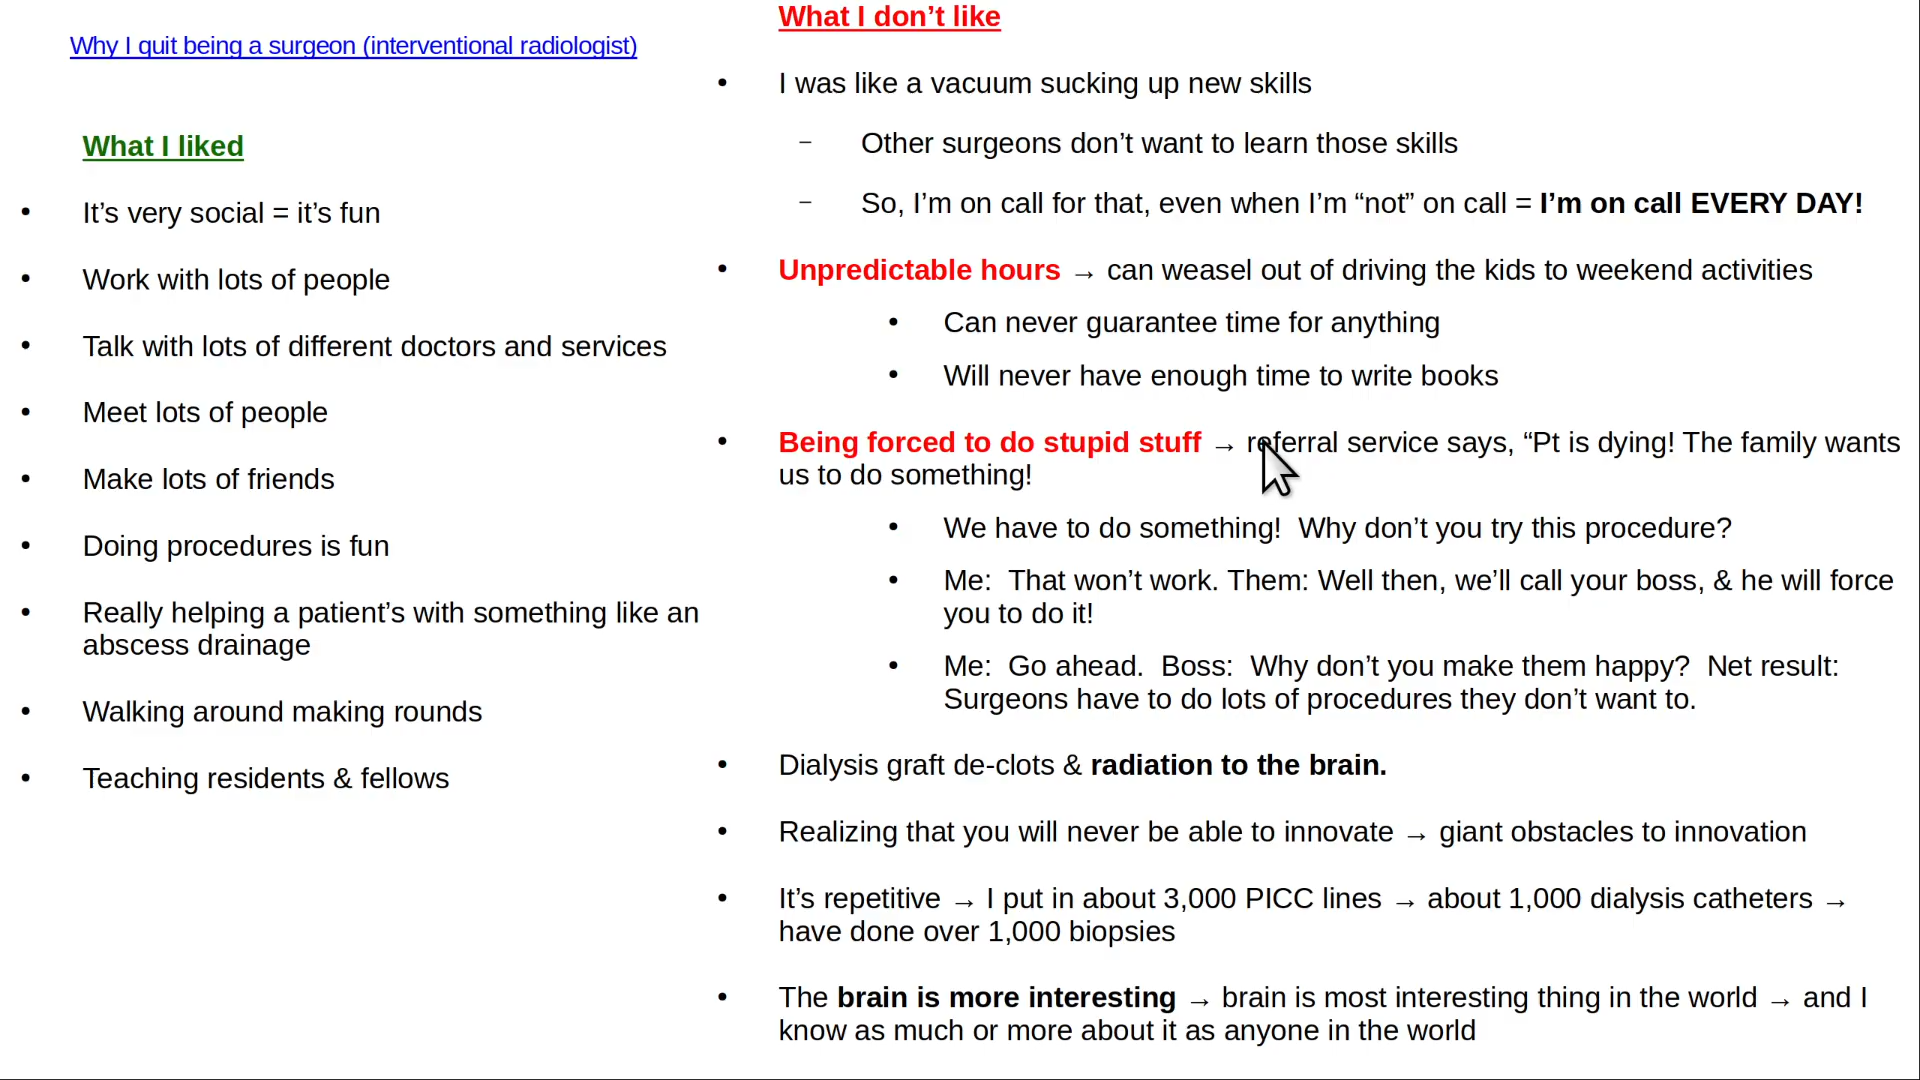 Why I quit being a surgeon (interventional radiologist)
What I liked
• It’s very social = it’s fun
• Work with lots of people
• Talk with lots of different doctors and services
• Meet lots of people
• Make lots of friends
• Doing procedures is fun
• Really helping a patient’s with something like an
abscess drainage
• Walking around making rounds
• Teaching residents & fellows
What I don’t like
• I was like a vacuum sucking up new skills
– Other surgeons don’t want to learn those skills
– So, I’m on call for that, even when I’m “not” on call = I’m on call EVERY DAY!
• Unpredictable hours → can weasel out of driving the kids to weekend activities
• Can never guarantee time for anything
• Will never have enough time to write books
• Being forced to do stupid stuff → referral service says, “Pt is dying! The family wants
us to do something!
• We have to do something!  Why don’t you try this procedure?
• Me:  That won’t work. Them: Well then, we’ll call your boss, & he will force
you to do it!
• Me:  Go ahead.  Boss:  Why don’t you make them happy?  Net result:
Surgeons have to do lots of procedures they don’t want to.
• Dialysis graft de-clots & radiation to the brain.
• Realizing that you will never be able to innovate → giant obstacles to innovation
• It’s repetitive → I put in about 3,000 PICC lines → about 1,000 dialysis catheters →
have done over 1,000 biopsies
• The brain is more interesting → brain is most interesting thing in the world → and I
know as much or more about it as anyone in the world